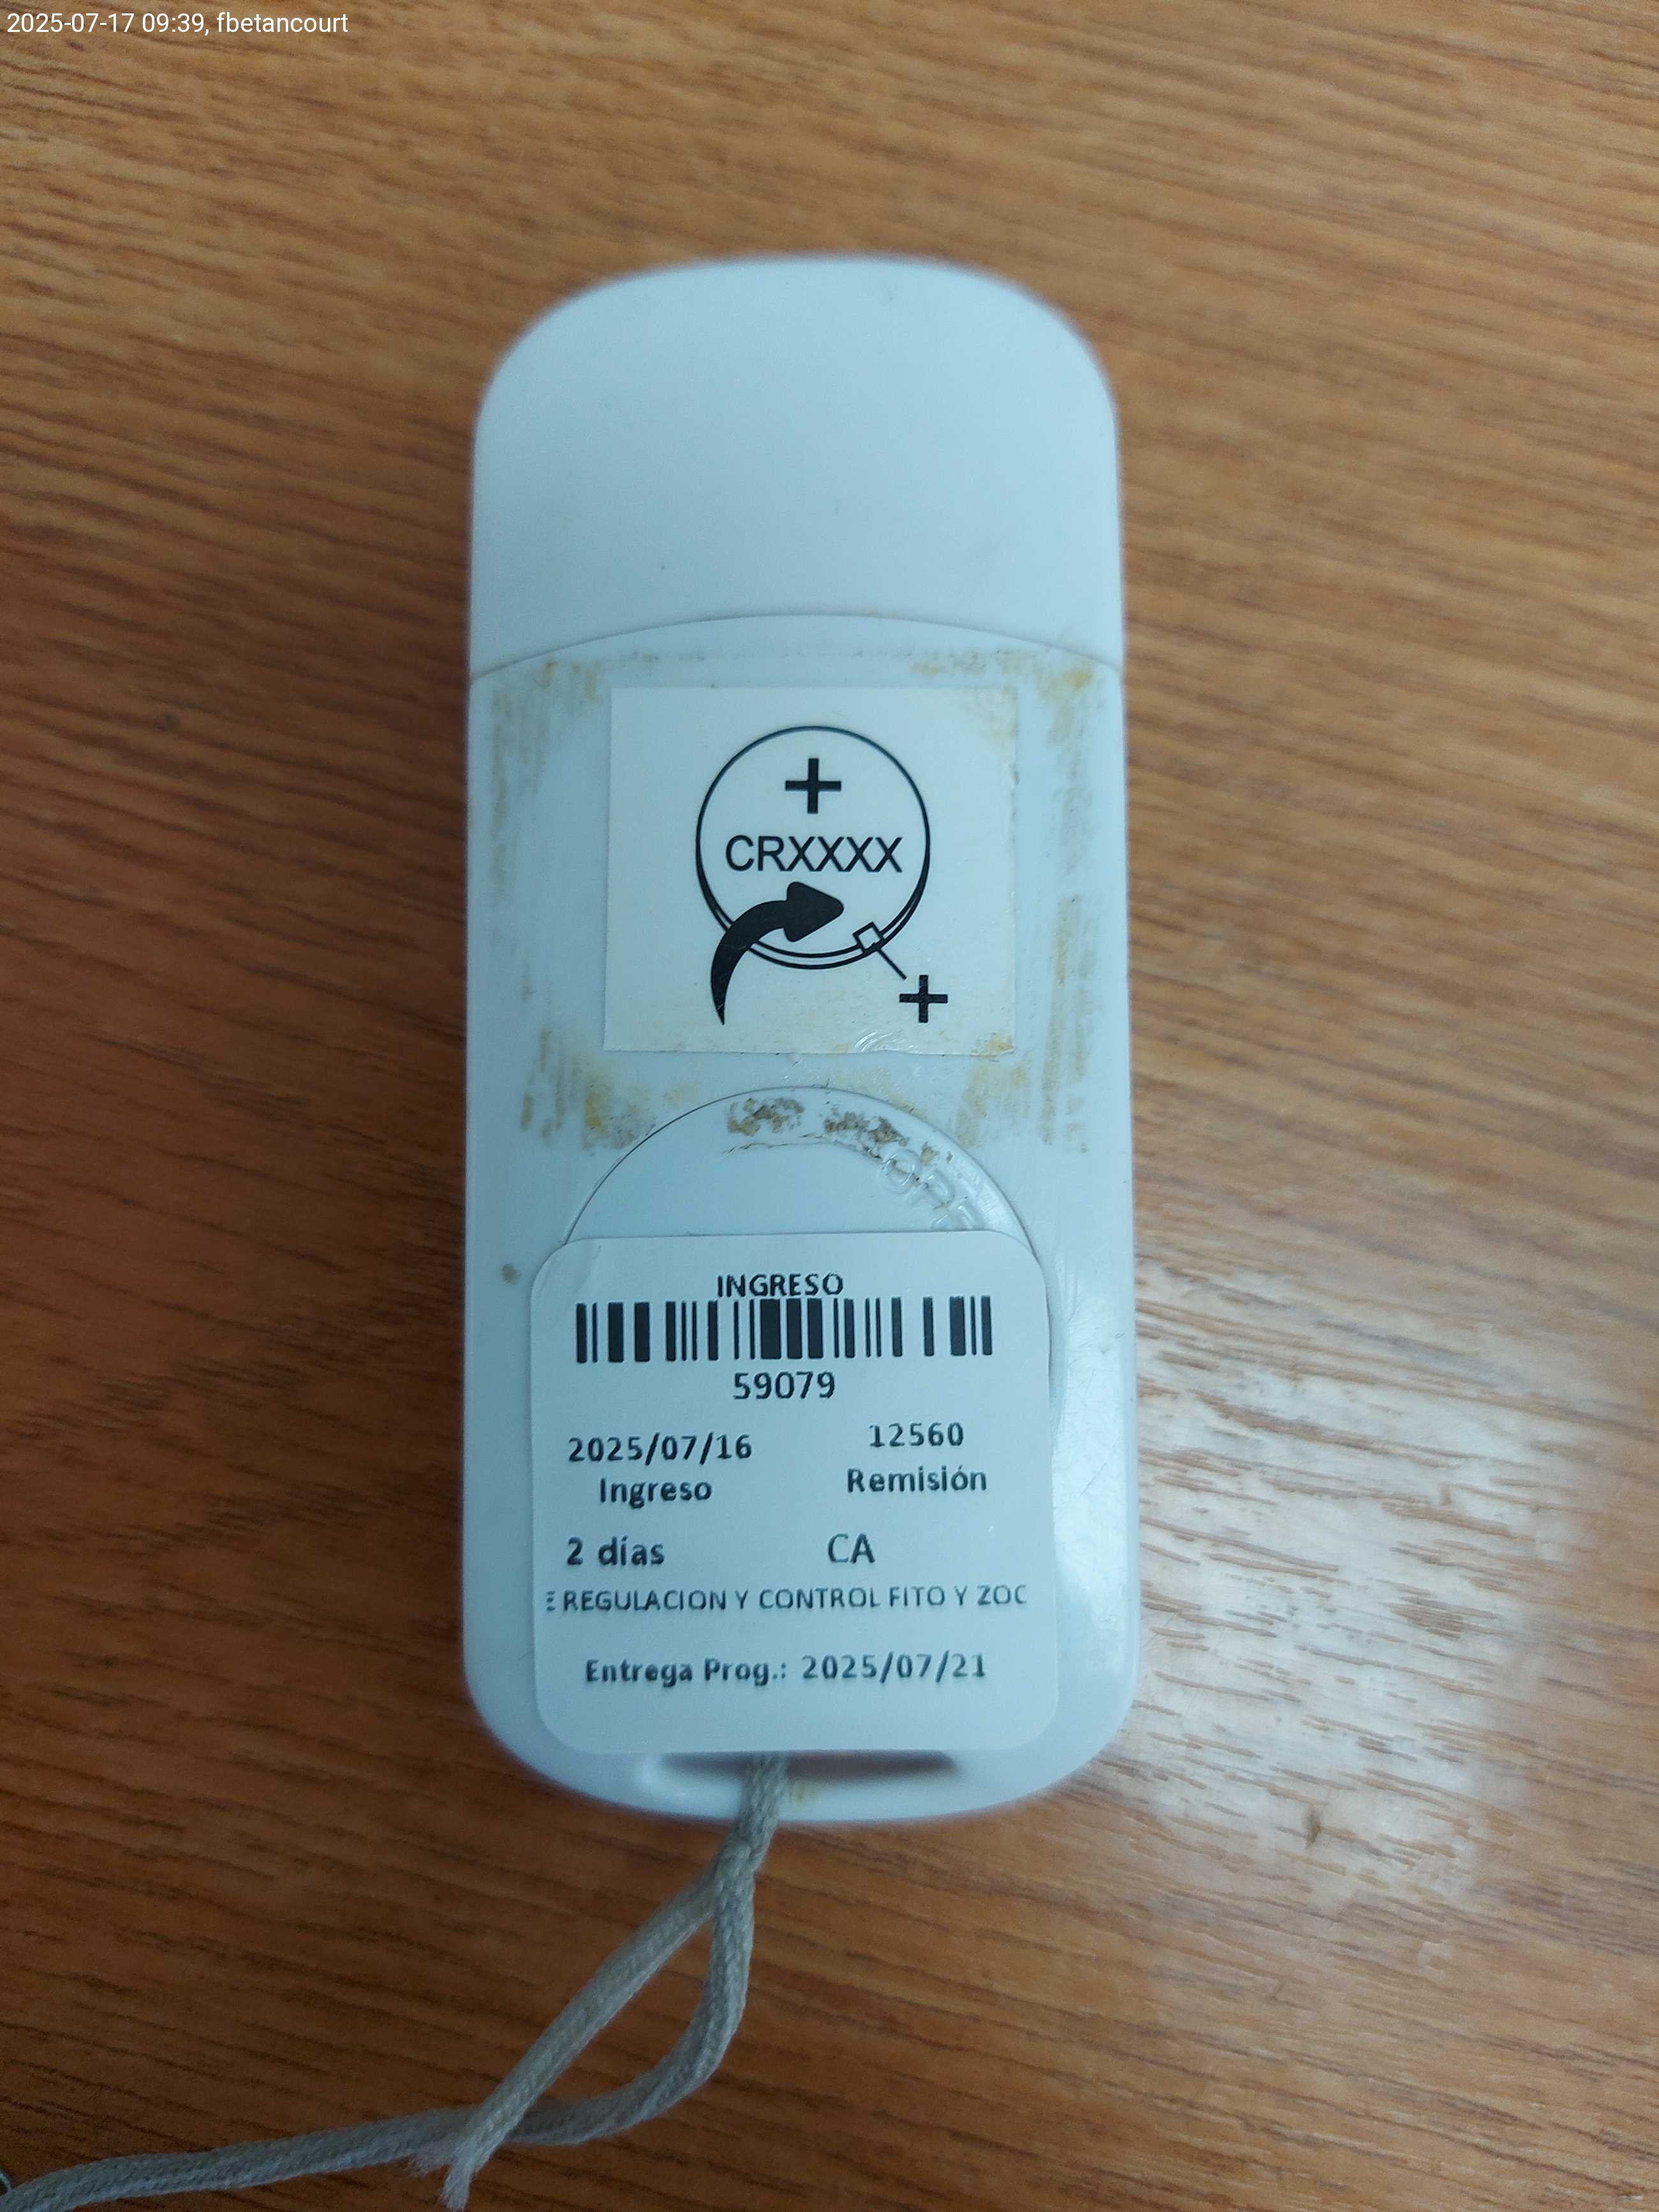 2025-07-17 09:39, fbetancourt
+
CRXXXX
+
INGRESO
59079
2025/07/16 12560
Ingreso Remisión
2 días CA
REGULACION Y CONTROL FITO Y ZOO
Entrega Prog.: 2025/07/21